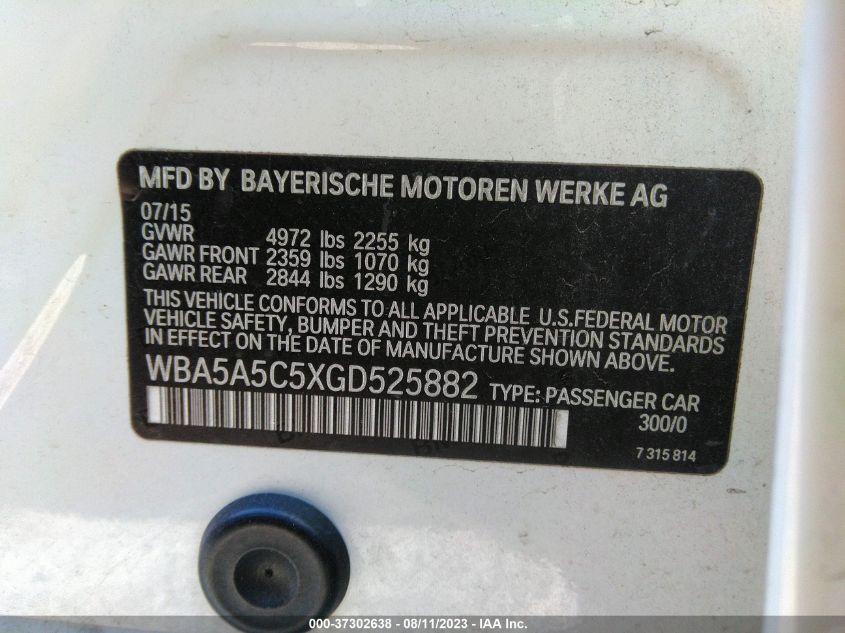 MFD BY BAYERISCHE MOTOREN WERKE AG
07/15
GVWR 4972 lbs 2255 kg
GAWR FRONT 2359 lbs 1070 kg
GAWR REAR 2844 lbs 1290 kg
THIS VEHICLE CONFORMS TO ALL APPLICABLE U.S.FEDERAL MOTOR
VEHICLE SAFETY, BUMPER AND THEFT PREVENTION STANDARDS
IN EFFECT ON THE DATE OF MANUFACTURE SHOWN ABOVE.
WBA5A5C5XGD525882 TYPE: PASSENGER CAR
300/0
7 315 814
000-37302638 - 08/11/2023 - IAA Inc.